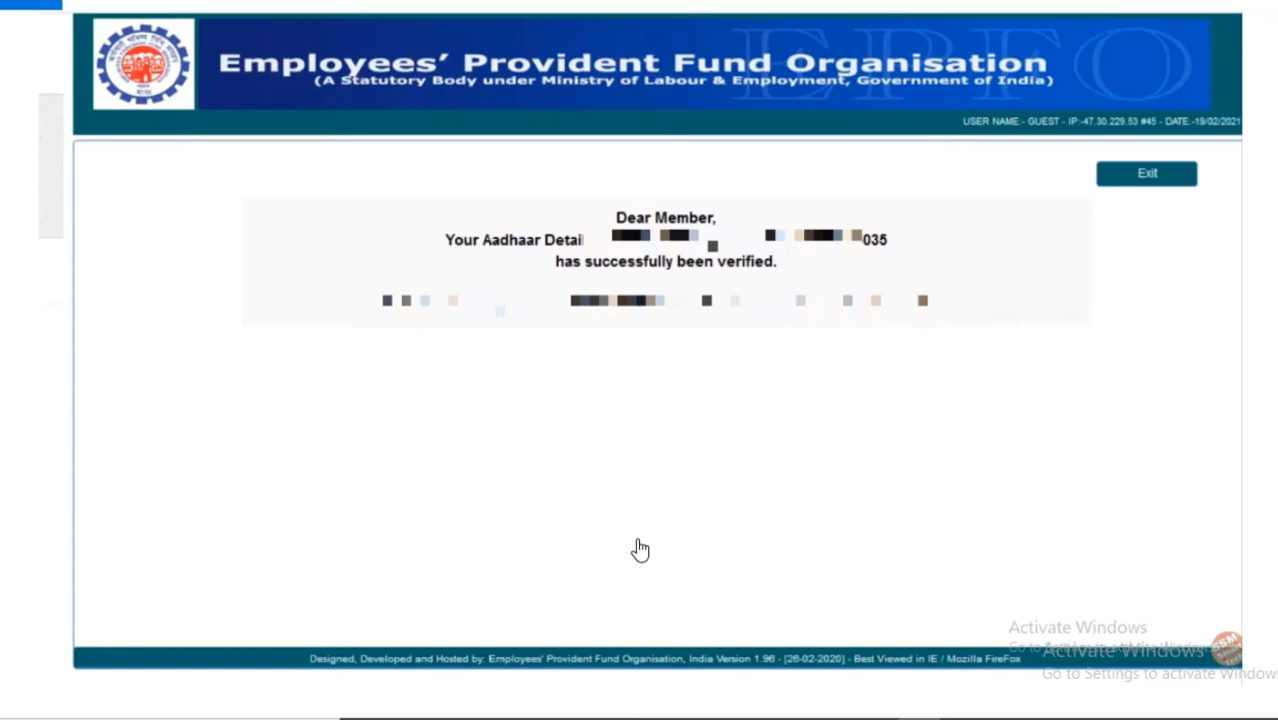 Employees' Provident Fund Organisation
(A Statutory Body under Ministry of Labour & Employment, Government of India)
EPFO
USER NAME:- GUEST - IP:-47.30.229.53 #45 - DATE:-19/02/2021
Exit
Dear Member,
Your Aadhaar Detail 035
has successfully been verified.
Activate Windows
Activate Windows
Designed, Developed and Hosted by: Employees' Provident Fund Organisation, India Version 1.96 - [26-02-2020] - Best Viewed in IE / Mozilla FireFox
Go to Settings to activate Windows